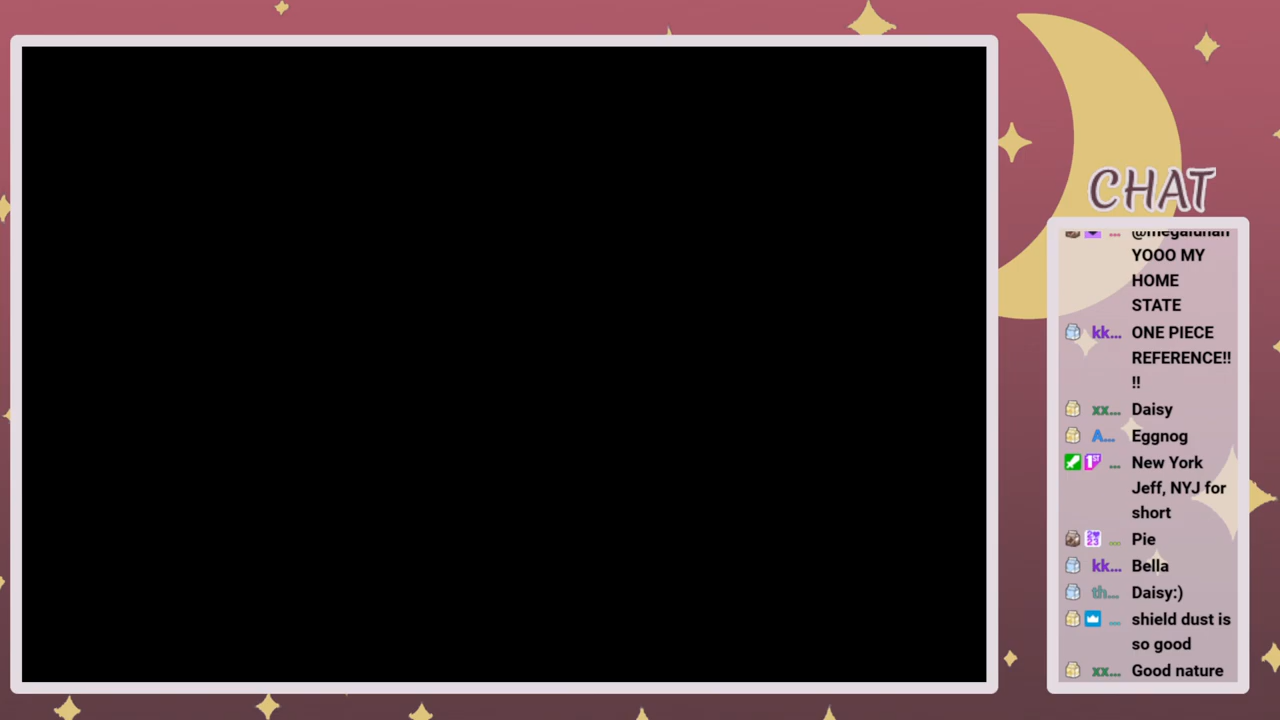 CHAT
YOOO MY
HOME
STATE
kk... ONE PIECE
REFERENCE!!
!!
xx... Daisy
A... Eggnog
... New York
Jeff, NYJ for
short
... Pie
kk... Bella
th... Daisy:)
... shield dust is
so good
xx... Good nature